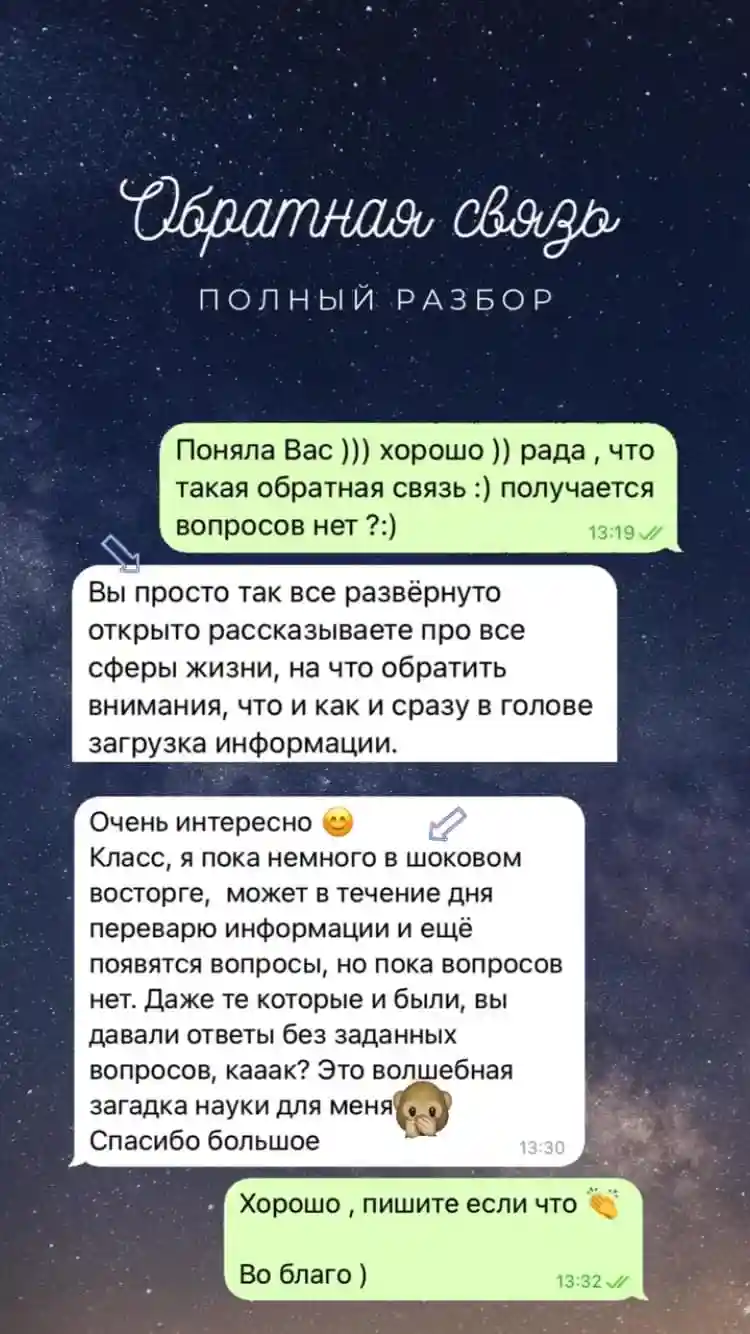 Обратная связь
ПОЛНЫЙ РАЗБОР
Поняла Вас ))) хорошо )) рада , что
такая обратная связь :) получается
вопросов нет ?:)
13:19
Вы просто так все развёрнуто
открыто рассказываете про все
сферы жизни, на что обратить
внимания, что и как и сразу в голове
загрузка информации.
Очень интересно 😊
Класс, я пока немного в шоковом
восторге,  может в течение дня
переварю информации и ещё
появятся вопросы, но пока вопросов
нет. Даже те которые и были, вы
давали ответы без заданных
вопросов, кааак? Это волшебная
загадка науки для меня🙊
Спасибо большое
13:30
Хорошо , пишите если что 👏
Во благо )
13:32